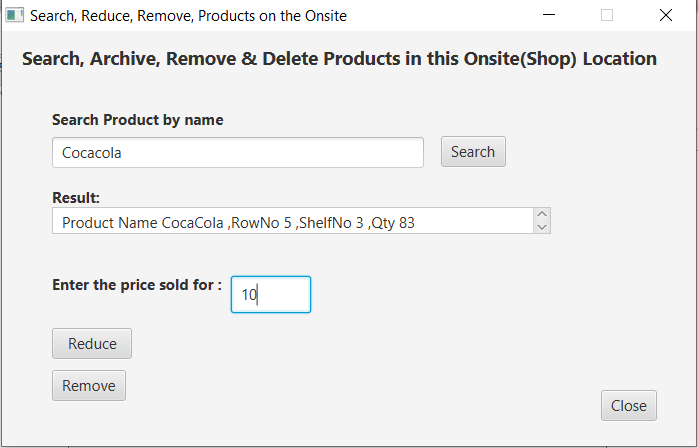 Search, Reduce, Remove, Products on the Onsite
Search, Archive, Remove & Delete Products in this Onsite(Shop) Location
Search Product by name
Cocacola
Search
Result:
Product Name CocaCola ,RowNo 5 ,ShelfNo 3 ,Qty 83
Enter the price sold for :
10
Reduce
Remove
Close